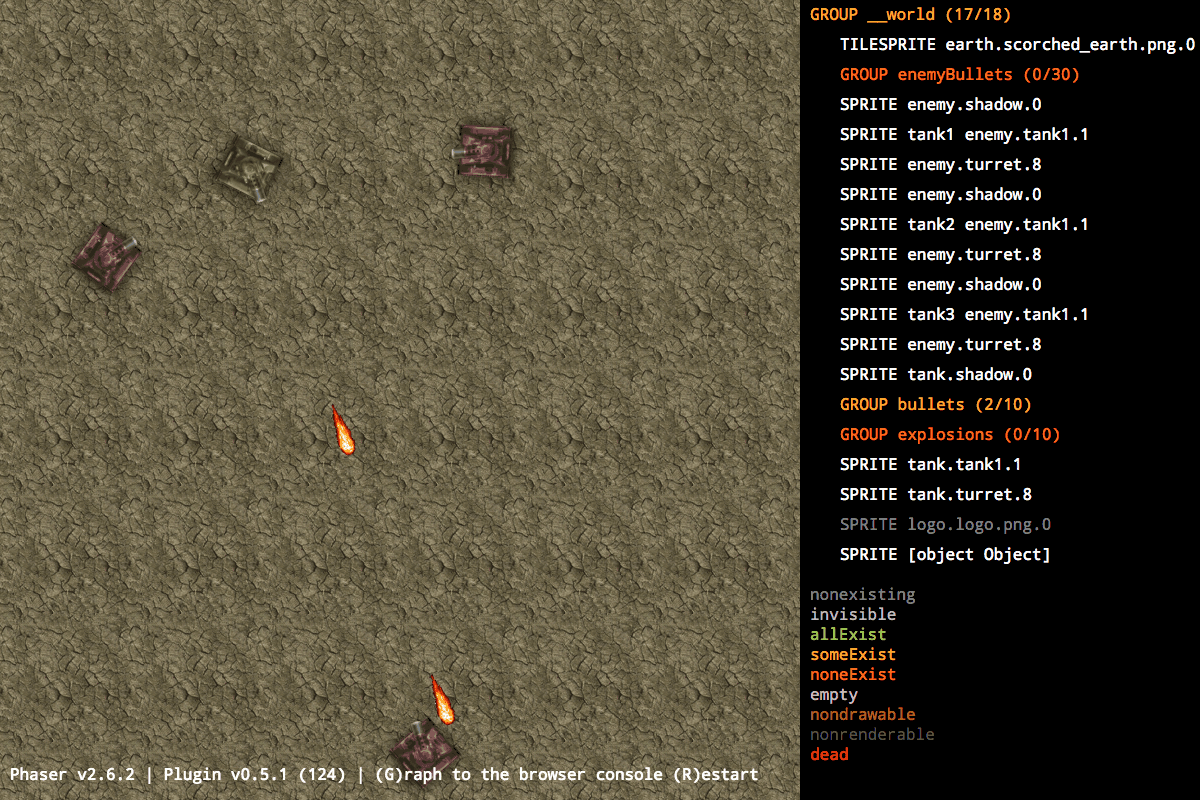 GROUP __world (17/18)
TILESPRITE earth.scorched_earth.png.0
GROUP enemyBullets (0/30)
SPRITE enemy.shadow.0
SPRITE tank1 enemy.tank1.1
SPRITE enemy.turret.8
SPRITE enemy.shadow.0
SPRITE tank2 enemy.tank1.1
SPRITE enemy.turret.8
SPRITE enemy.shadow.0
SPRITE tank3 enemy.tank1.1
SPRITE enemy.turret.8
SPRITE tank.shadow.0
GROUP bullets (2/10)
GROUP explosions (0/10)
SPRITE tank.tank1.1
SPRITE tank.turret.8
SPRITE logo.logo.png.0
SPRITE [object Object]
nonexisting
invisible
allExist
someExist
noneExist
empty
nondrawable
nonrenderable
dead
Phaser v2.6.2 | Plugin v0.5.1 (124) | (G)raph to the browser console (R)estart